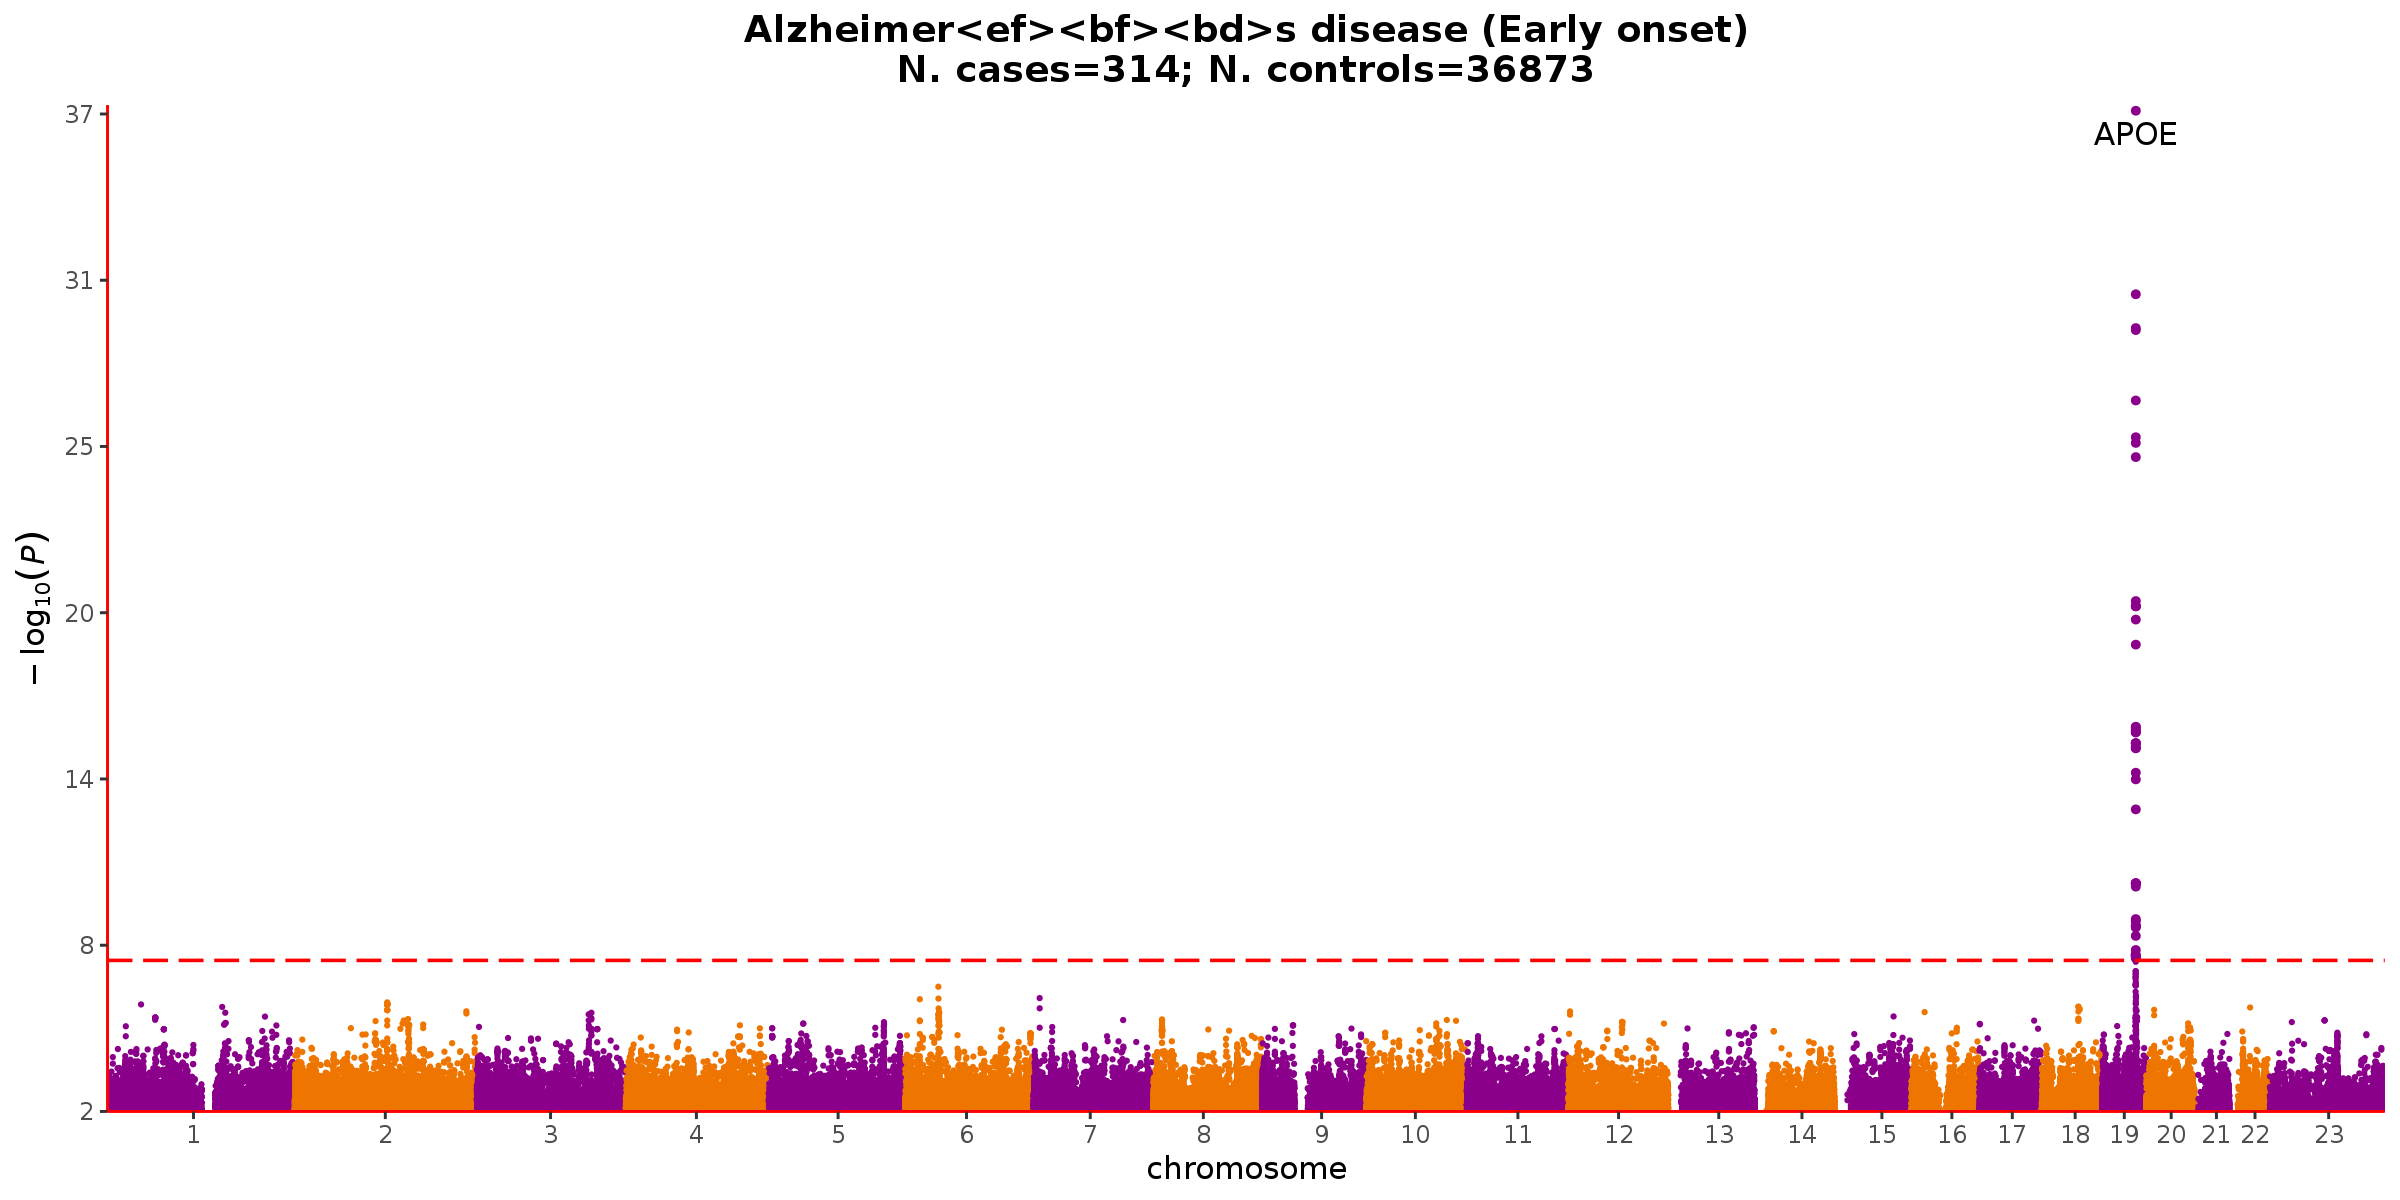 Alzheimer<ef><bf><bd>s disease (Early onset)
N. cases=314; N. controls=36873
37
APOE
31
25
20
14
8
2
−log10(P)
1 2 3 4 5 6 7 8 9 10 11 12 13 14 15 16 17 18 19 20 21 22 23
chromosome